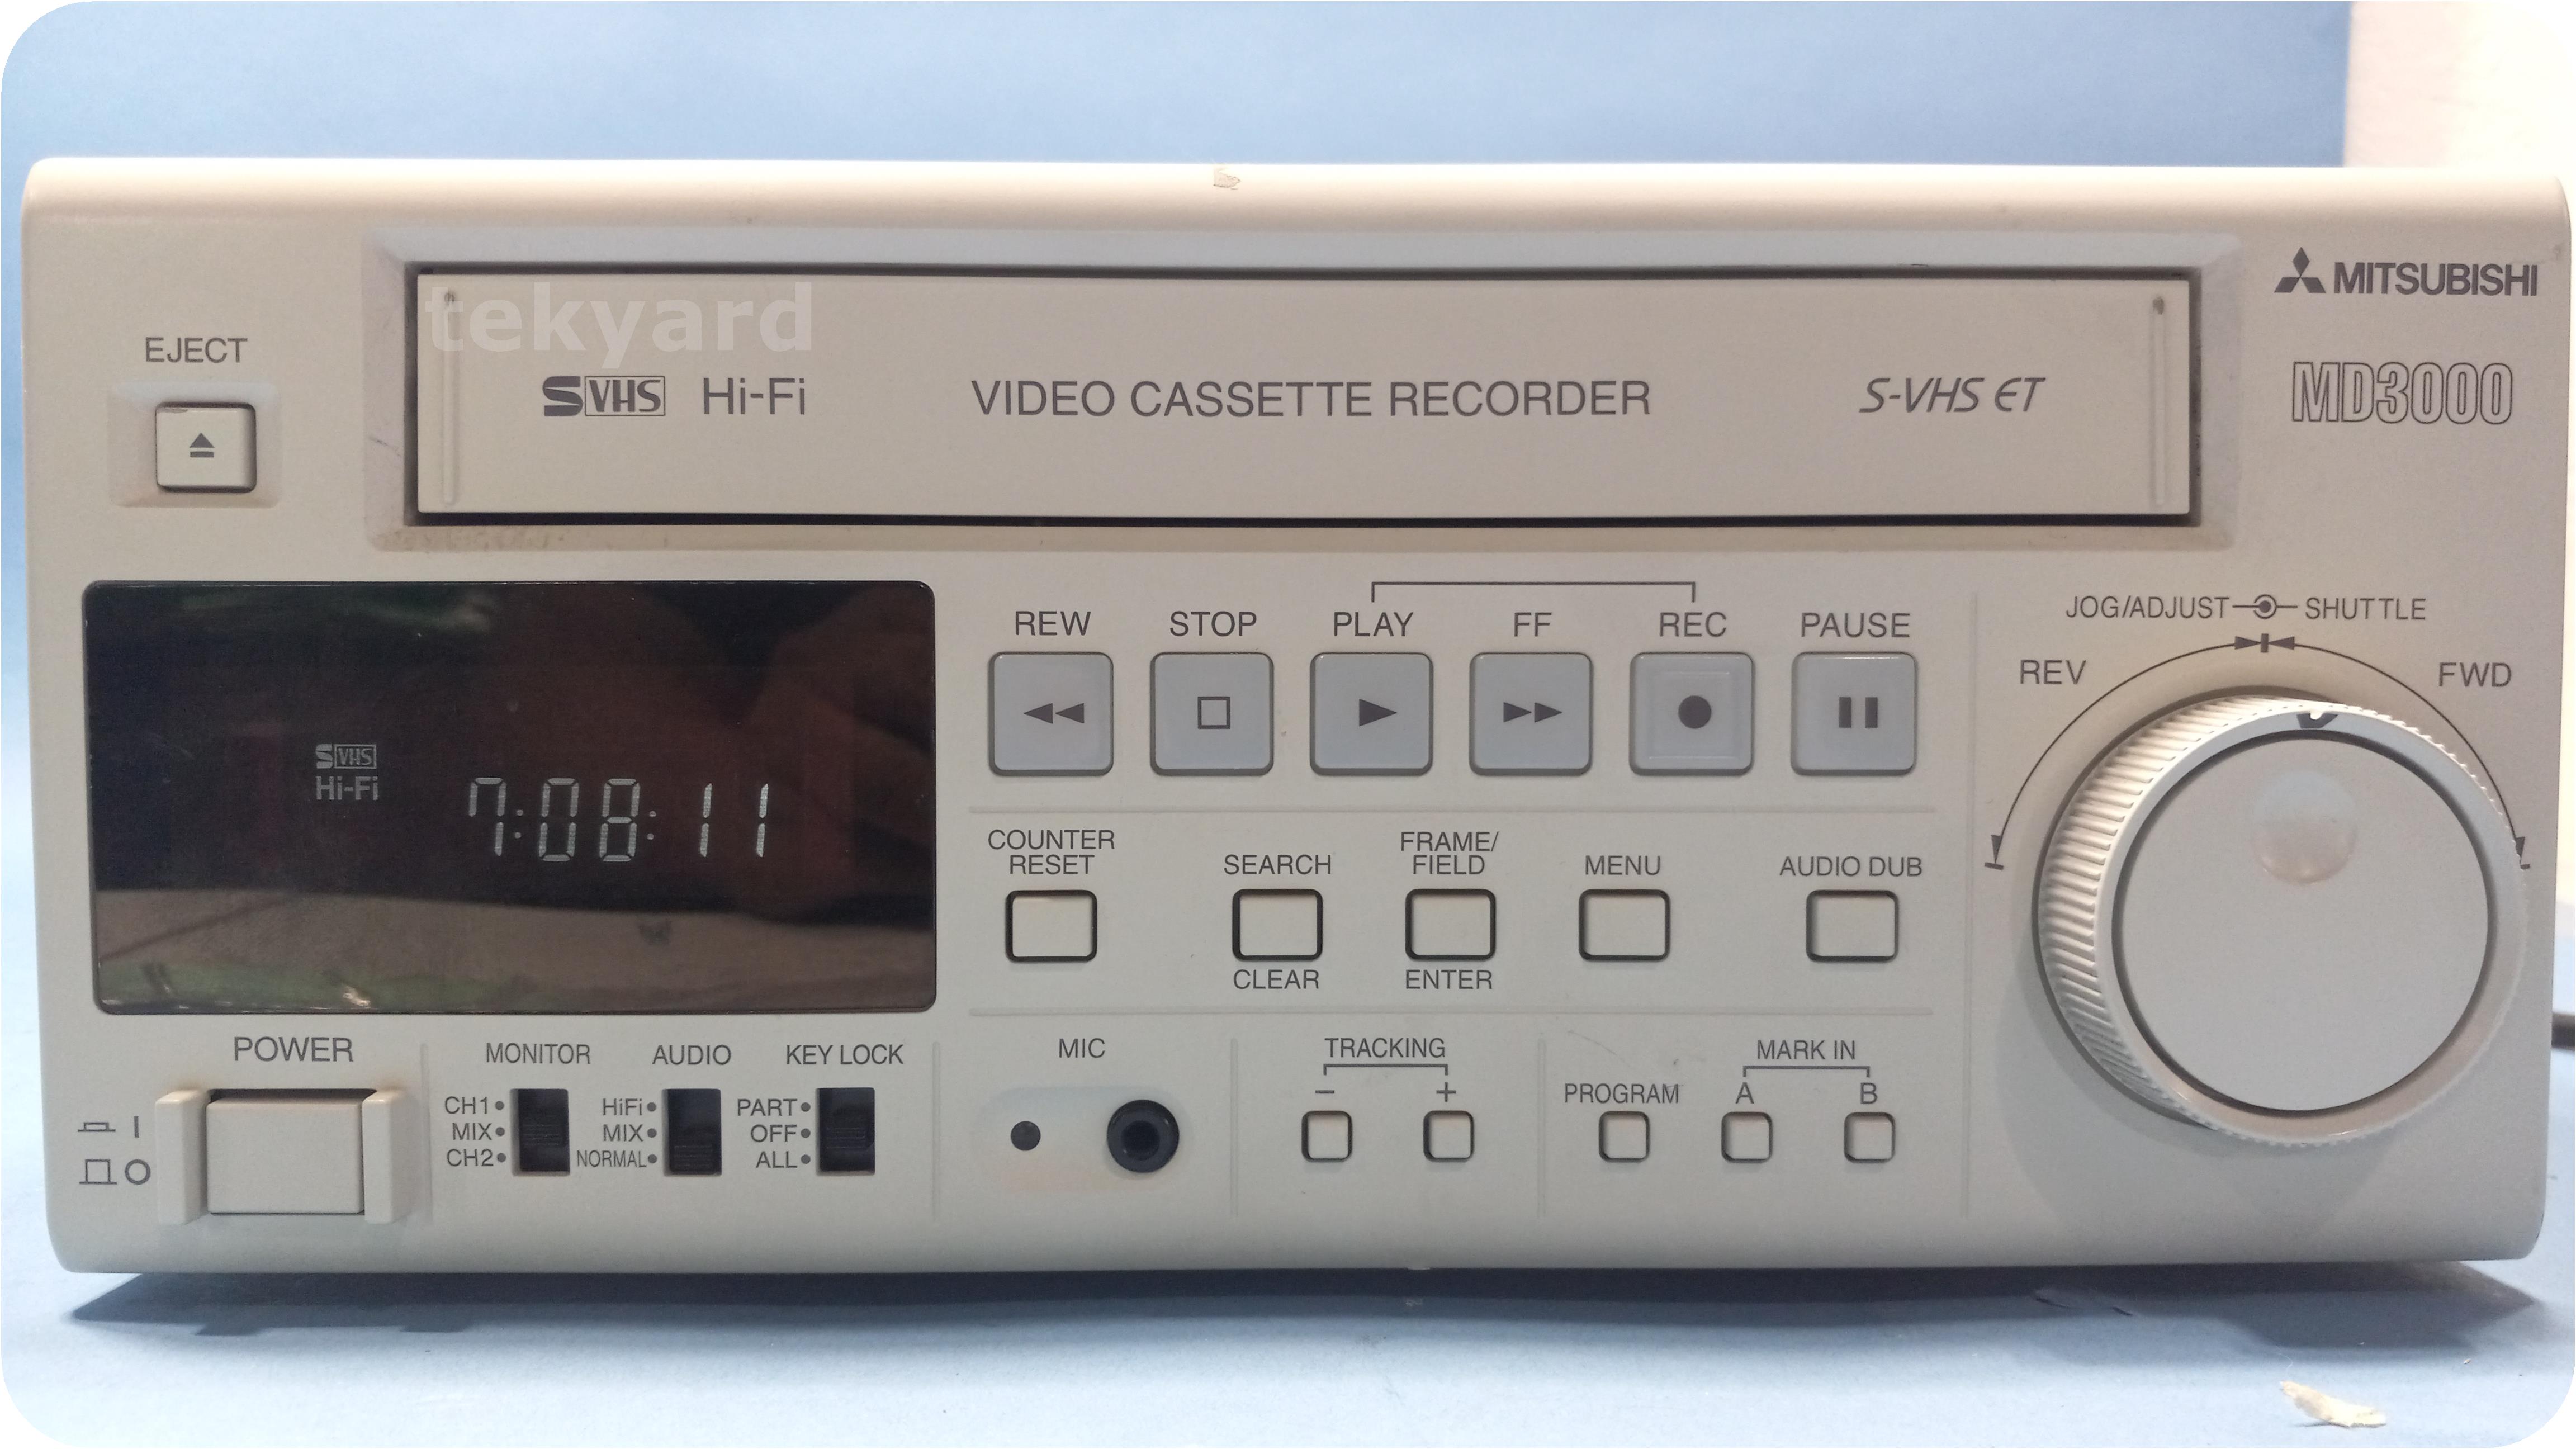 tekyard
MITSUBISHI
EJECT
S VHS Hi-Fi VIDEO CASSETTE RECORDER S-VHS ET
MD3000
JOG/ADJUST SHUTTLE
REW STOP PLAY FF REC PAUSE
REV FWD
S VHS
Hi-Fi
7:08:11
COUNTER
RESET
SEARCH
FRAME/
FIELD
MENU
AUDIO DUB
CLEAR
ENTER
POWER
MONITOR AUDIO KEY LOCK
MIC
TRACKING
MARK IN
- +
PROGRAM A B
CH1 HiFi PART
MIX MIX OFF
CH2 NORMAL ALL